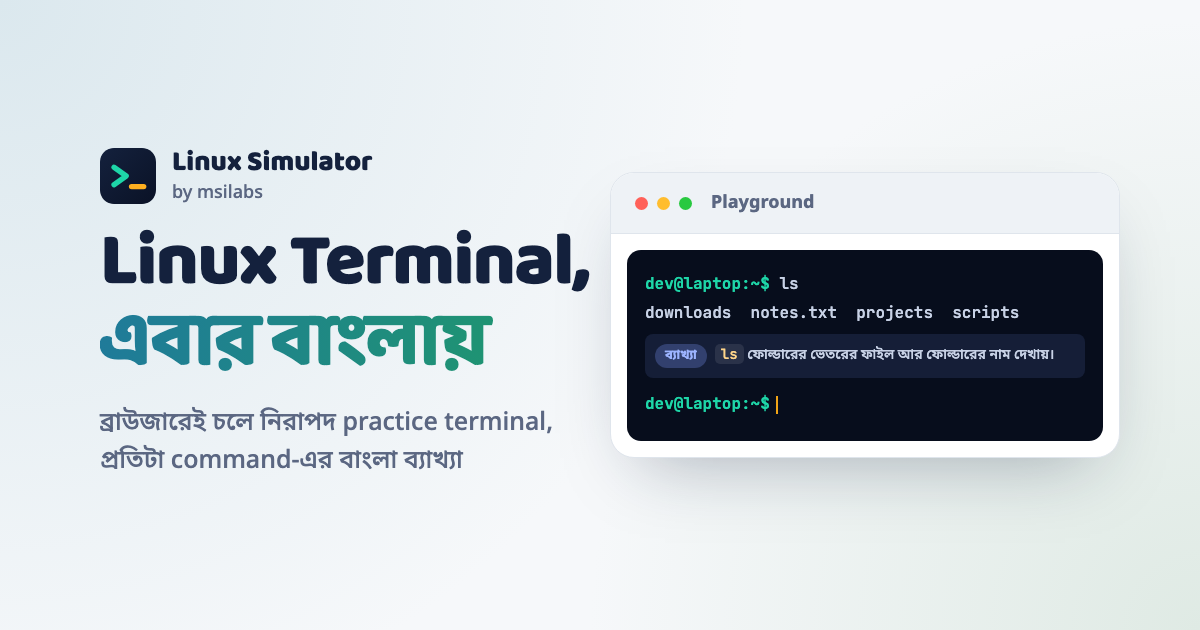 Linux Simulator
by msilabs
Linux Terminal,
এবার বাংলায়
ব্রাউজারেই চলে নিরাপদ practice terminal,
প্রতিটা command-এর বাংলা ব্যাখ্যা
Playground
dev@laptop:~$ ls
downloads  notes.txt  projects  scripts
ব্যাখ্যা ls ফোল্ডারের ভেতরের ফাইল আর ফোল্ডারের নাম দেখায়।
dev@laptop:~$